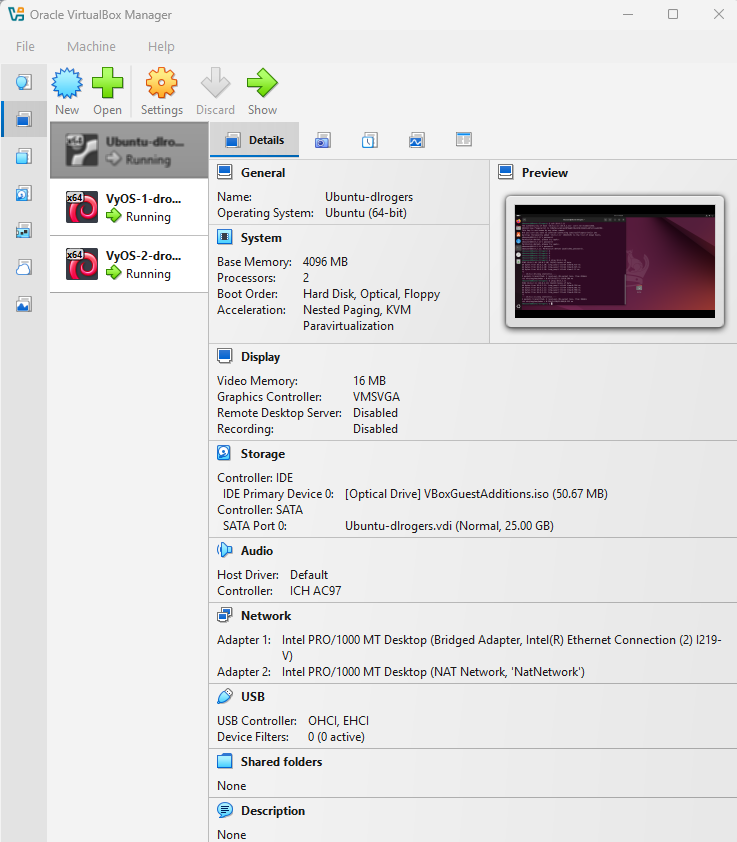 Oracle VirtualBox Manager
File Machine Help
New Open Settings Discard Show
Ubuntu-dlro...
Running
VyOS-1-dro...
Running
VyOS-2-dro...
Running
Details
General
Name: Ubuntu-dlrogers
Operating System: Ubuntu (64-bit)
Preview
System
Base Memory: 4096 MB
Processors: 2
Boot Order: Hard Disk, Optical, Floppy
Acceleration: Nested Paging, KVM
Paravirtualization
Display
Video Memory: 16 MB
Graphics Controller: VMSVGA
Remote Desktop Server: Disabled
Recording: Disabled
Storage
Controller: IDE
IDE Primary Device 0: [Optical Drive] VBoxGuestAdditions.iso (50.67 MB)
Controller: SATA
SATA Port 0: Ubuntu-dlrogers.vdi (Normal, 25.00 GB)
Audio
Host Driver: Default
Controller: ICH AC97
Network
Adapter 1: Intel PRO/1000 MT Desktop (Bridged Adapter, Intel(R) Ethernet Connection (2) I219-
V)
Adapter 2: Intel PRO/1000 MT Desktop (NAT Network, 'NatNetwork')
USB
USB Controller: OHCI, EHCI
Device Filters: 0 (0 active)
Shared folders
None
Description
None